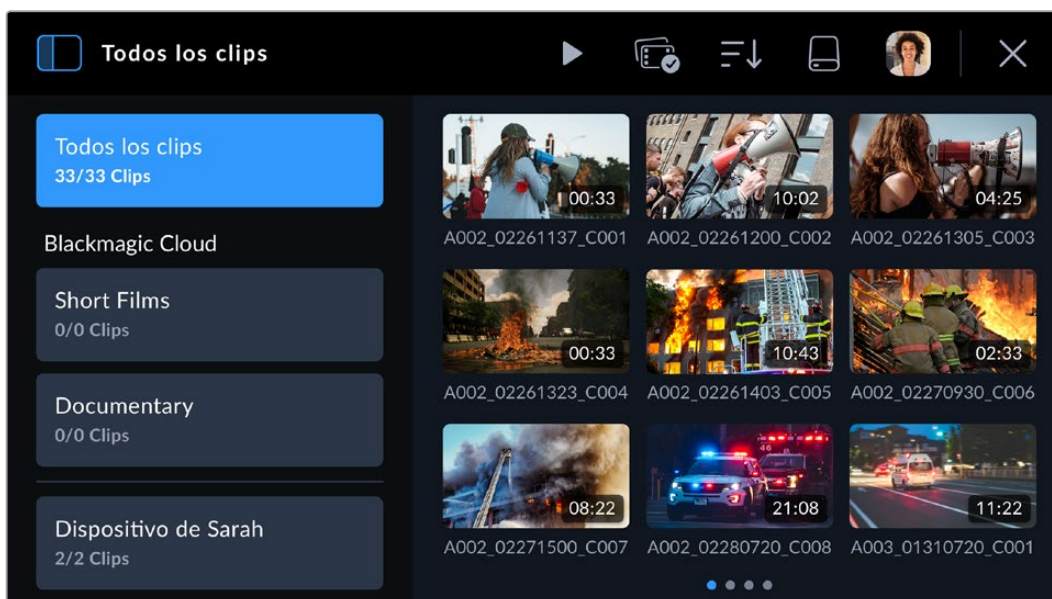 Todos los clips
Todos los clips
33/33 Clips
Blackmagic Cloud
Short Films
0/0 Clips
Documentary
0/0 Clips
Dispositivo de Sarah
2/2 Clips
00:33
10:02
04:25
A002_02261137_C001
A002_02261200_C002
A002_02261305_C003
00:33
10:43
02:33
A002_02261323_C004
A002_02261403_C005
A002_02270930_C006
08:22
21:08
11:22
A002_02271500_C007
A002_02280720_C008
A003_01310720_C001